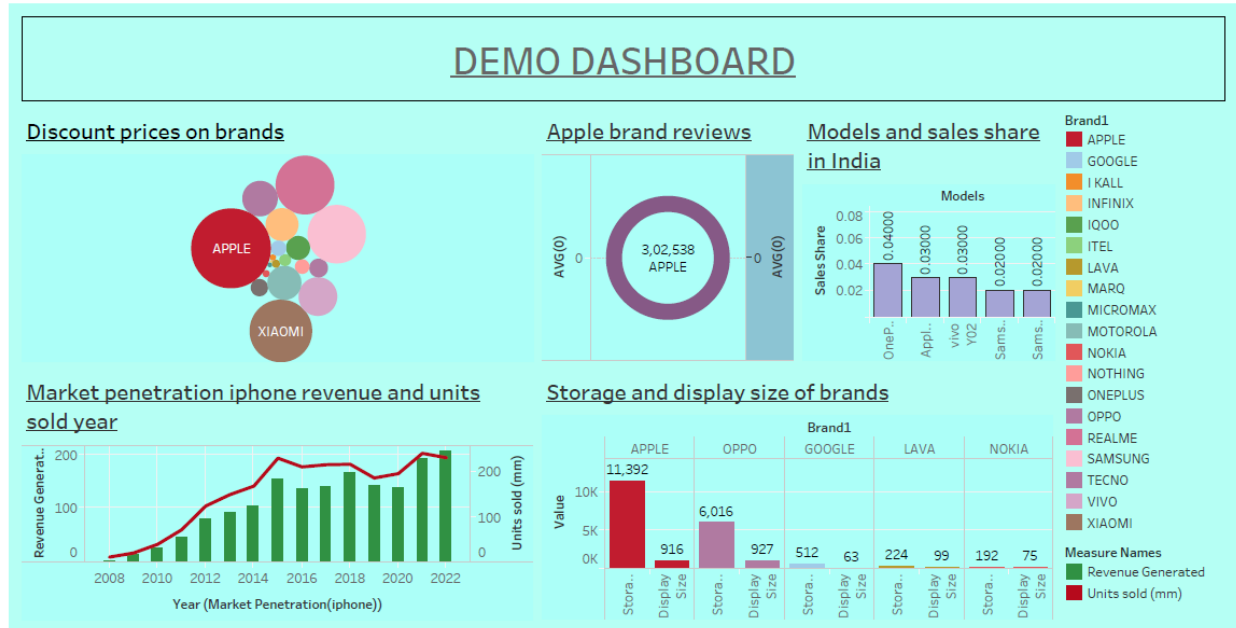 DEMO DASHBOARD
Discount prices on brands
APPLE
XIAOMI
Apple brand reviews
AVG(0)
0
3,02,538
APPLE
0
AVG(0)
Models and sales share
in India
Models
Sales Share
0.08
0.06
0.04
0.02
0.04000
0.03000
0.03000
0.02000
0.02000
OneP..
Appl..
vivo
Y02
Sams..
Sams..
Brand1
APPLE
GOOGLE
I KALL
INFINIX
IQOO
ITEL
LAVA
MARQ
MICROMAX
MOTOROLA
NOKIA
NOTHING
ONEPLUS
OPPO
REALME
SAMSUNG
TECNO
VIVO
XIAOMI
Measure Names
Revenue Generated
Units sold (mm)
Market penetration iphone revenue and units
sold year
Revenue Generat..
200
100
0
200
100
0
Units sold (mm)
2008 2010 2012 2014 2016 2018 2020 2022
Year (Market Penetration(iphone))
Storage and display size of brands
Brand1
APPLE OPPO GOOGLE LAVA NOKIA
Value
10K
5K
0K
11,392 916 6,016 927 512 63 224 99 192 75
Stora..
Display
Size
Stora..
Display
Size
Stora..
Display
Size
Stora..
Display
Size
Stora..
Display
Size